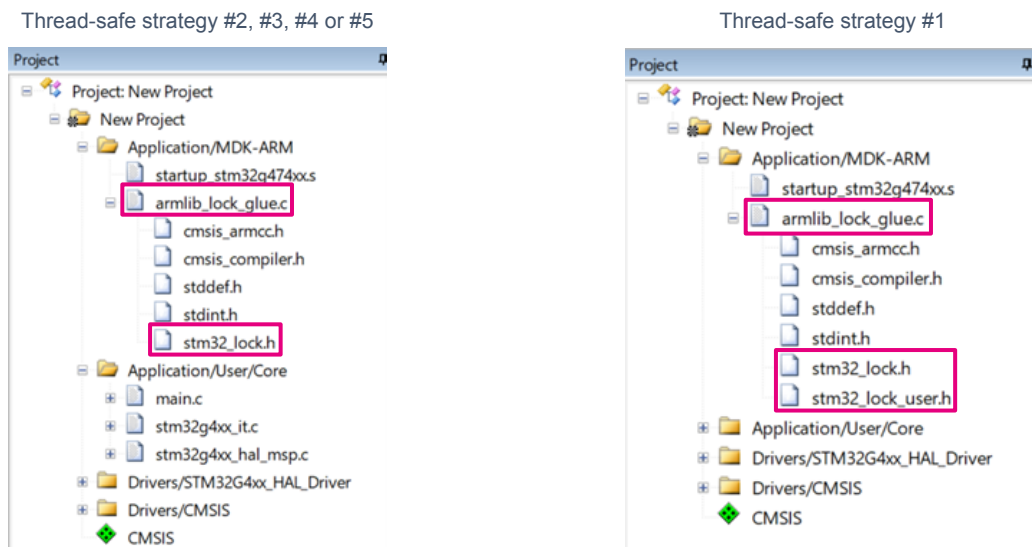 Thread-safe strategy #2, #3, #4 or #5
Project
Project: New Project
New Project
Application/MDK-ARM
startup_stm32g474xx.s
armlib_lock_glue.c
cmsis_armcc.h
cmsis_compiler.h
stddef.h
stdint.h
stm32_lock.h
Application/User/Core
main.c
stm32g4xx_it.c
stm32g4xx_hal_msp.c
Drivers/STM32G4xx_HAL_Driver
Drivers/CMSIS
CMSIS
Thread-safe strategy #1
Project
Project: New Project
New Project
Application/MDK-ARM
startup_stm32g474xx.s
armlib_lock_glue.c
cmsis_armcc.h
cmsis_compiler.h
stddef.h
stdint.h
stm32_lock.h
stm32_lock_user.h
Application/User/Core
Drivers/STM32G4xx_HAL_Driver
Drivers/CMSIS
CMSIS